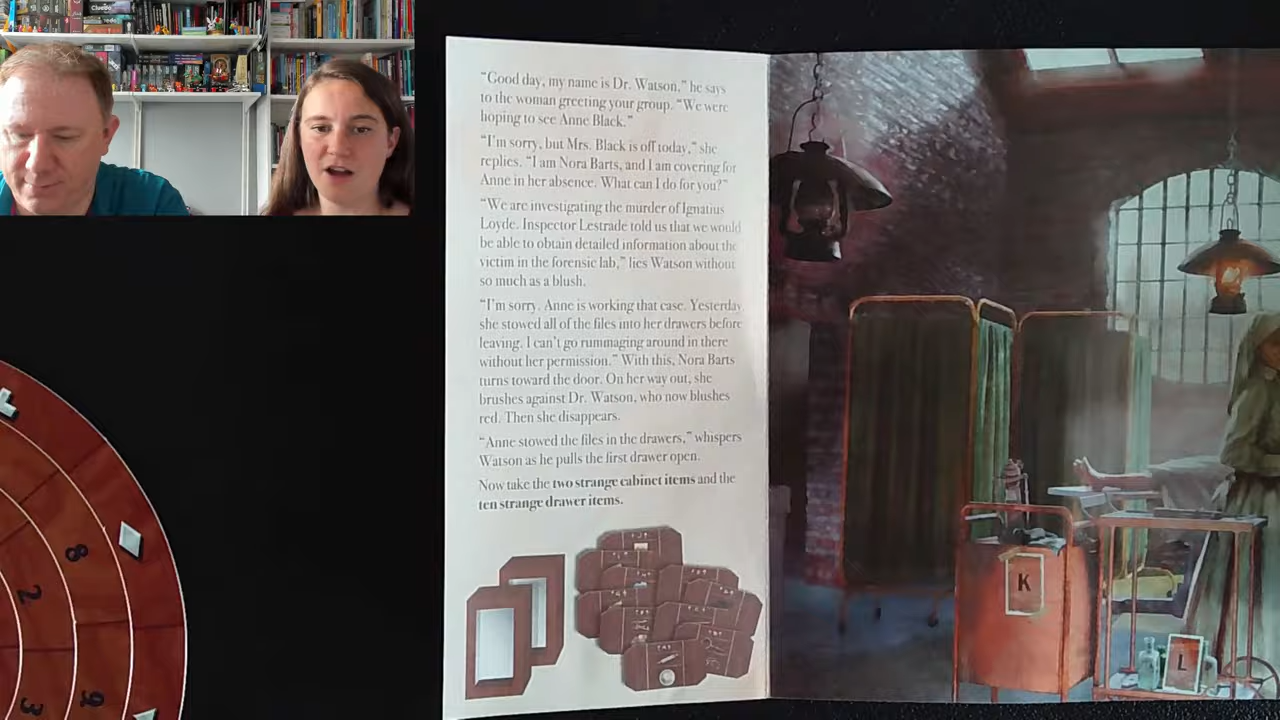 Cluedo
"Good day, my name is Dr. Watson," he says
to the woman greeting your group. "We were
hoping to see Anne Black."
"I'm sorry, but Mrs. Black is off today," she
replies. "I am Nora Barts, and I am covering for
Anne in her absence. What can I do for you?"
"We are investigating the murder of Ignatius
Loyde. Inspector Lestrade told us that we would
be able to obtain detailed information about the
victim in the forensic lab," lies Watson without
so much as a blush.
"I'm sorry. Anne is working that case. Yesterday
she stowed all of the files into her drawers before
leaving. I can't go rummaging around in there
without her permission." With this, Nora Barts
turns toward the door. On her way out, she
brushes against Dr. Watson, who now blushes
red. Then she disappears.
"Anne stowed the files in the drawers," whispers
Watson as he pulls the first drawer open.
Now take the two strange cabinet items and the
ten strange drawer items.
K
L
8
2
9
3